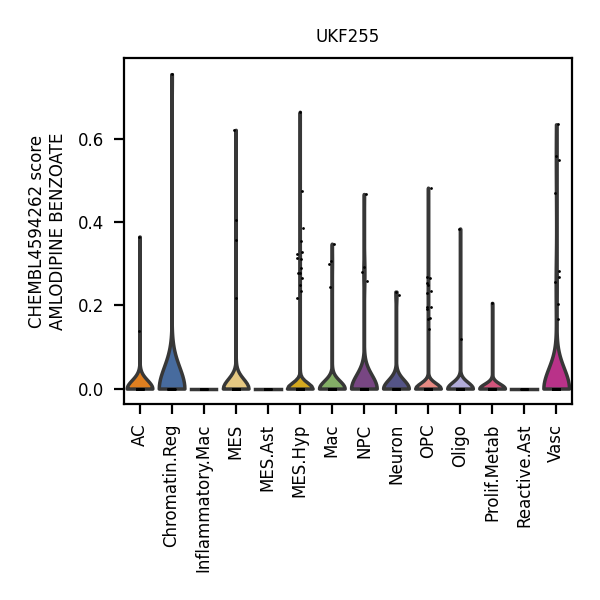 UKF255
CHEMBL4594262 score
AMLODIPINE BENZOATE
0.6
0.4
0.2
0.0
AC
Chromatin.Reg
Inflammatory.Mac
MES
MES.Ast
MES.Hyp
Mac
NPC
Neuron
OPC
Oligo
Prolif.Metab
Reactive.Ast
Vasc